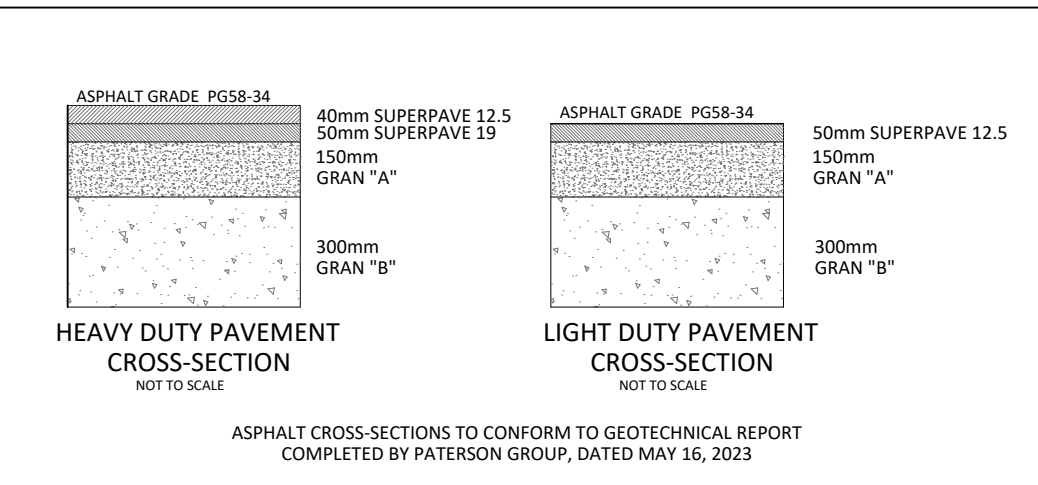 ASPHALT GRADE PG58-34
40mm SUPERPAVE 12.5
50mm SUPERPAVE 19
150mm
GRAN "A"
300mm
GRAN "B"
HEAVY DUTY PAVEMENT
CROSS-SECTION
NOT TO SCALE
ASPHALT GRADE PG58-34
50mm SUPERPAVE 12.5
150mm
GRAN "A"
300mm
GRAN "B"
LIGHT DUTY PAVEMENT
CROSS-SECTION
NOT TO SCALE
ASPHALT CROSS-SECTIONS TO CONFORM TO GEOTECHNICAL REPORT
COMPLETED BY PATERSON GROUP, DATED MAY 16, 2023